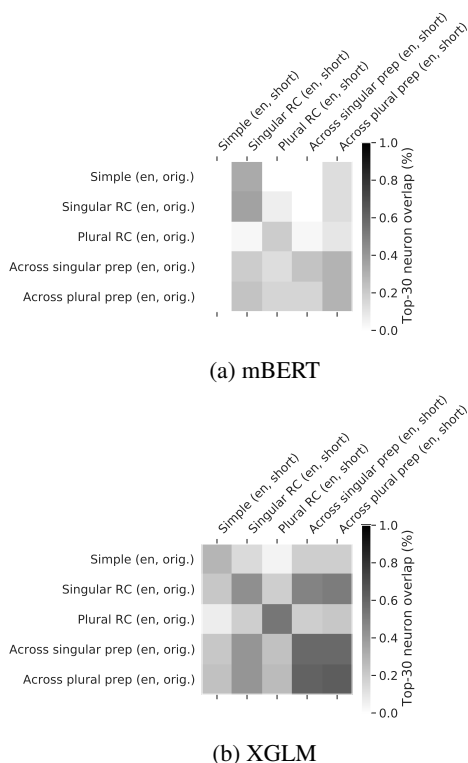 Simple (en, short)
Singular RC (en, short)
Plural RC (en, short)
Across singular prep (en, short)
Across plural prep (en, short)
Simple (en, orig.)
Singular RC (en, orig.)
Plural RC (en, orig.)
Across singular prep (en, orig.)
Across plural prep (en, orig.)
1.0
0.8
0.6
0.4
0.2
0.0
Top-30 neuron overlap (%)
(a) mBERT
Simple (en, short)
Singular RC (en, short)
Plural RC (en, short)
Across singular prep (en, short)
Across plural prep (en, short)
Simple (en, orig.)
Singular RC (en, orig.)
Plural RC (en, orig.)
Across singular prep (en, orig.)
Across plural prep (en, orig.)
1.0
0.8
0.6
0.4
0.2
0.0
Top-30 neuron overlap (%)
(b) XGLM